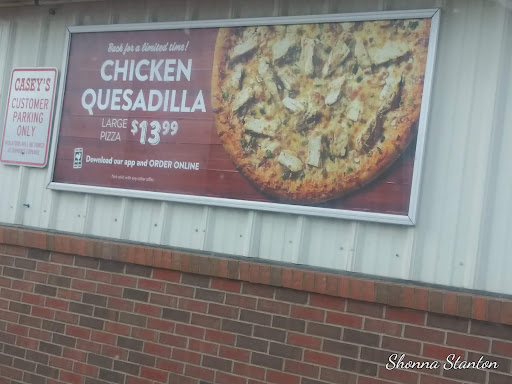 Back for a limited time!
CHICKEN
QUESADILLA
LARGE
PIZZA
$13.99
Download our app and ORDER ONLINE
CASEY'S
CUSTOMER
PARKING
ONLY
Shonna Stanton